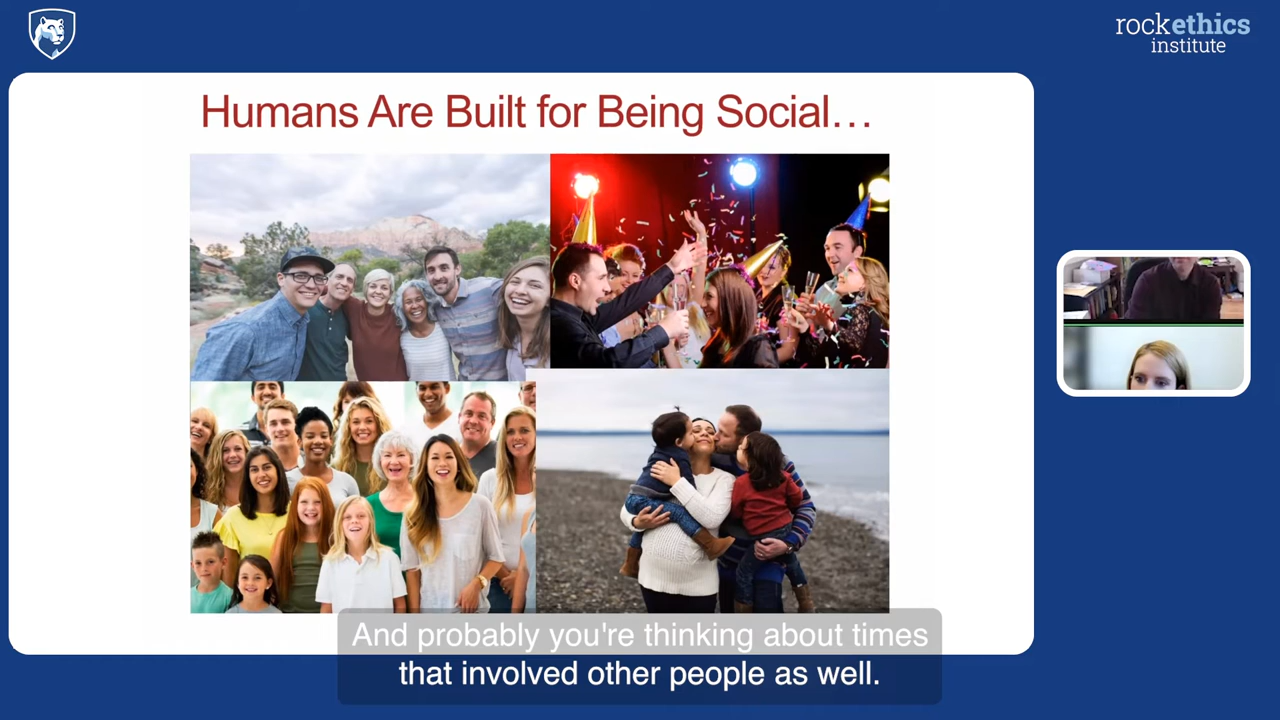 rockethics
institute
Humans Are Built for Being Social…
And probably you're thinking about times
that involved other people as well.